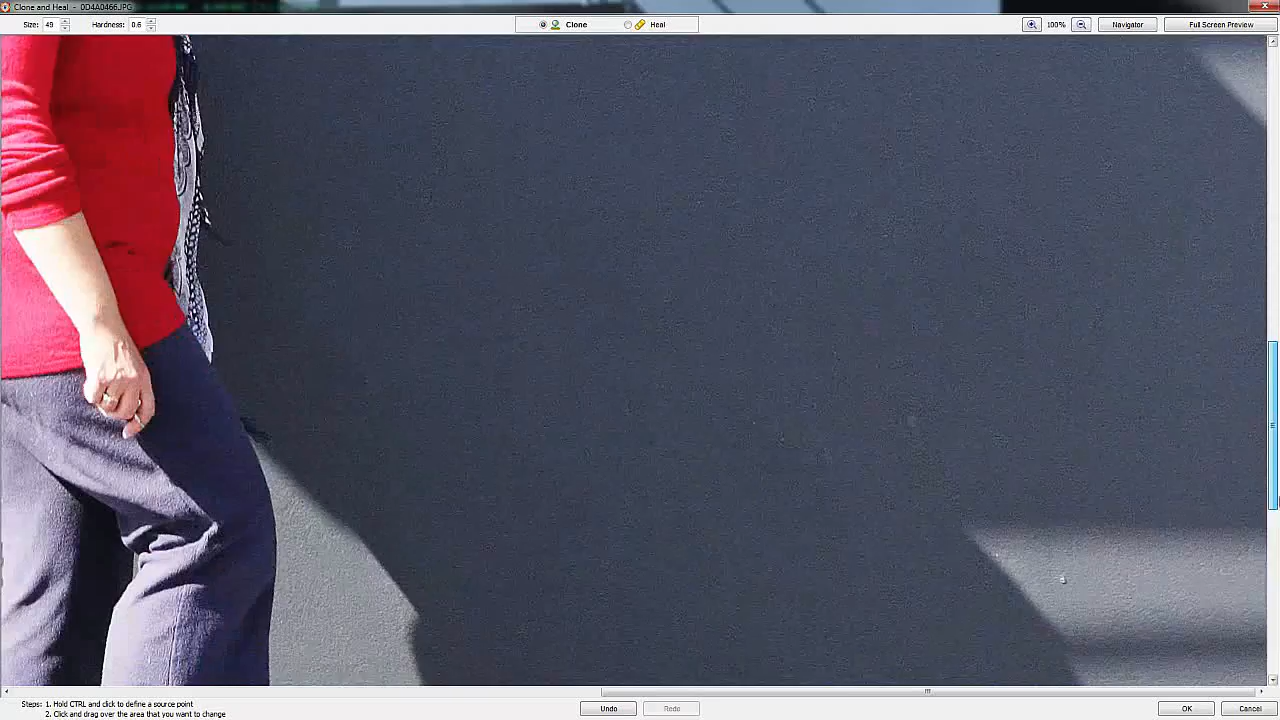 Clone and Heal - 0D4A0466.JPG
Size: 49 Hardness: 0.6 Clone Heal 100% Navigator Full Screen Preview
Steps: 1. Hold CTRL and click to define a source point
2. Click and drag over the area that you want to change
Undo Redo OK Cancel